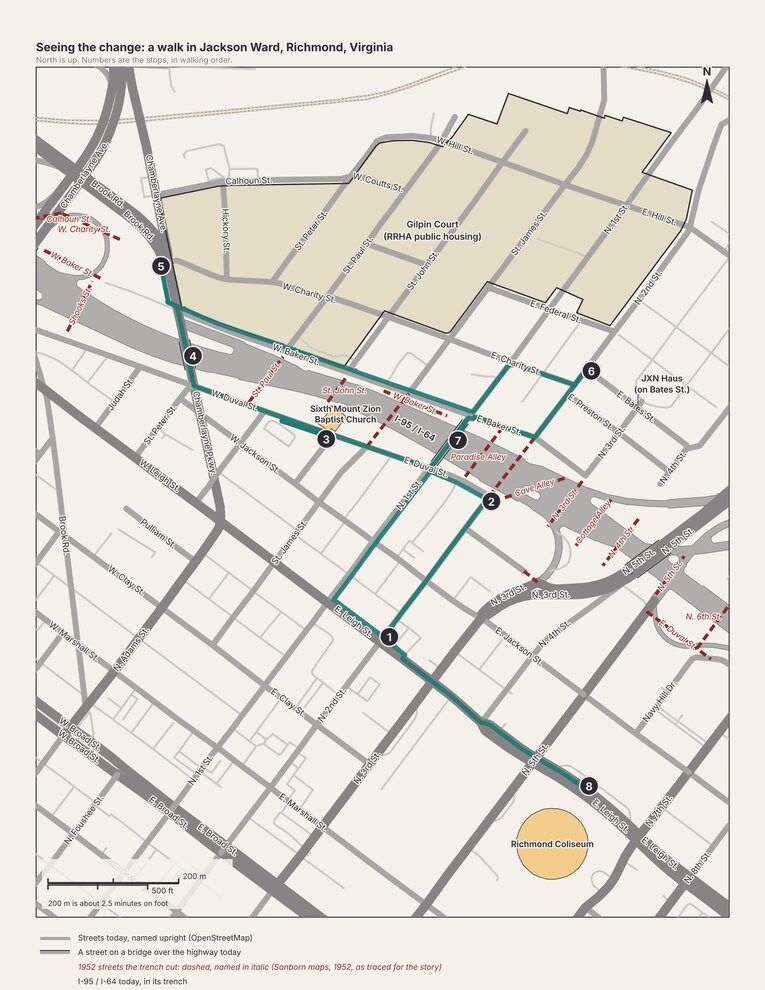 Seeing the change: a walk in Jackson Ward, Richmond, Virginia
North is up. Numbers are the stops, in walking order.
N
Chamberlayne Ave.
Chamberlayne Ave.
Brook Rd.
Brook Rd.
W. Hill St.
Calhoun St.
W. Coutts St.
Hickory St.
St. Peter St.
St. Paul St.
St. John St.
St. James St.
N. 1st St.
E. Hill St.
Gilpin Court
(RRHA public housing)
Calhoun St.
W. Charity St.
W. Baker St.
Shooks St.
5
W. Charity St.
N. 2nd St.
E. Federal St.
4
W. Baker St.
E. Charity St.
6
JXN Haus
(on Bates St.)
E. Bates St.
E. Preston St.
St. Paul St.
St. John St.
W. Baker St.
Judah St.
St. Peter St.
Chamberlayne Pkwy.
W. Duval St.
Sixth Mount Zion
Baptist Church
3
I-95 / I-64
E. Baker St.
7
N. 3rd St.
N. 4th St.
W. Jackson St.
Paradise Alley
E. Duval St.
W. Leigh St.
N. 1st St.
2
Cave Alley
N. 3rd St.
Cottage Alley
N. 4th St.
Brook Rd.
Pulliam St.
St. James St.
N. 5th St.
N. 5th St.
N. 5th St.
W. Clay St.
N. 3rd St.
N. 3rd St.
E. Leigh St.
1
E. Jackson St.
N. 4th St.
N. 6th St.
E. Duval St.
W. Marshall St.
N. Adams St.
E. Clay St.
N. 2nd St.
Navy Hill Dr.
W. Broad St.
W. Broad St.
N. 1st St.
N. 3rd St.
N. 5th St.
8
E. Leigh St.
N. Foushee St.
E. Broad St.
E. Broad St.
E. Marshall St.
Richmond Coliseum
N. 7th St.
E. Leigh St.
N. 8th St.
200 m
500 ft
200 m is about 2.5 minutes on foot
Streets today, named upright (OpenStreetMap)
A street on a bridge over the highway today
1952 streets the trench cut: dashed, named in italic (Sanborn maps, 1952, as traced for the story)
I-95 / I-64 today, in its trench